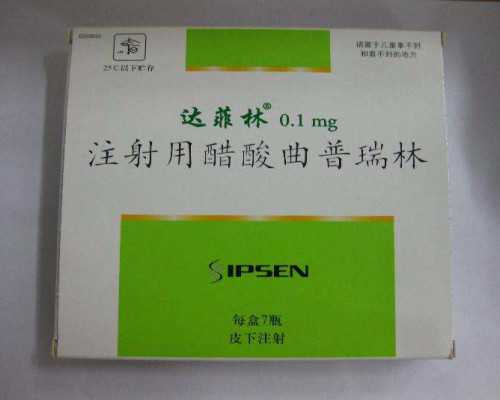 25℃以下贮存
请置于儿童拿不到
和看不到的地方
达菲林® 0.1 mg
注射用醋酸曲普瑞林
IPSEN
每盒7瓶
皮下注射